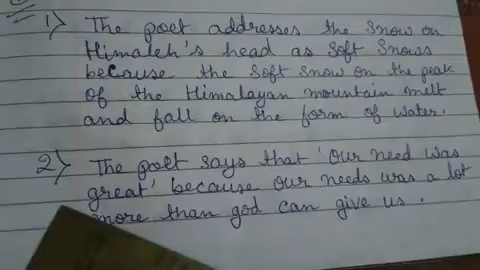 1) The poet addresses the snow on
Himaleh's head as soft snows
because the soft snow on the peak
of the Himalayan mountain melt
and fall on the form of water.
2) The poet says that 'our need was
great' because our needs was a lot
more than god can give us.